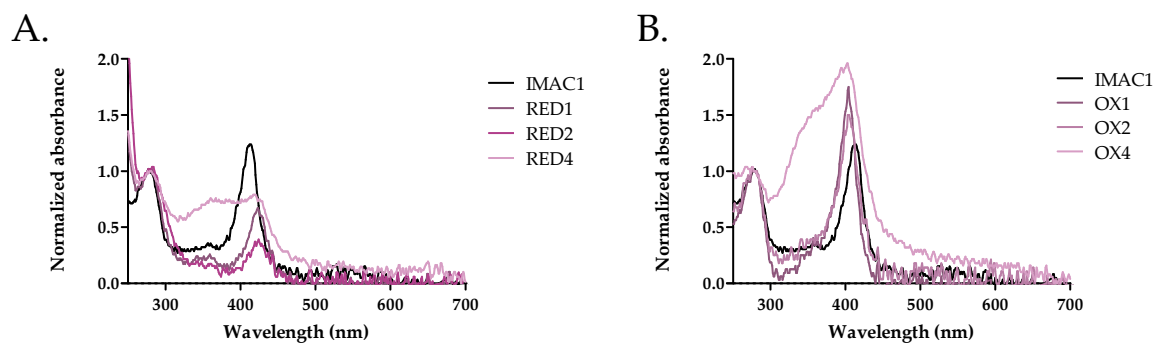 A.
B.
Normalized absorbance
2.0
1.5
1.0
0.5
0.0
300 400 500 600 700
Wavelength (nm)
IMAC1
RED1
RED2
RED4
Normalized absorbance
2.0
1.5
1.0
0.5
0.0
300 400 500 600 700
Wavelength (nm)
IMAC1
OX1
OX2
OX4